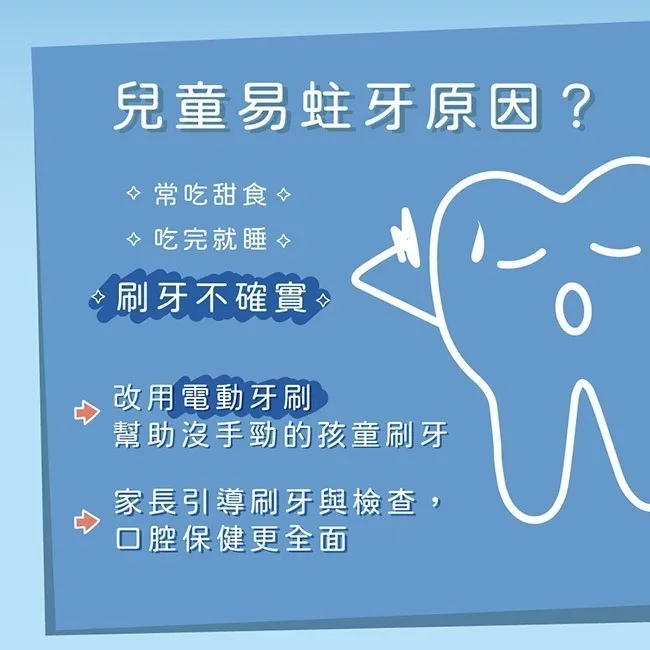 兒童易蛀牙原因？
常吃甜食
吃完就睡
刷牙不確實
改用電動牙刷
幫助沒手勁的孩童刷牙
家長引導刷牙與檢查，
口腔保健更全面